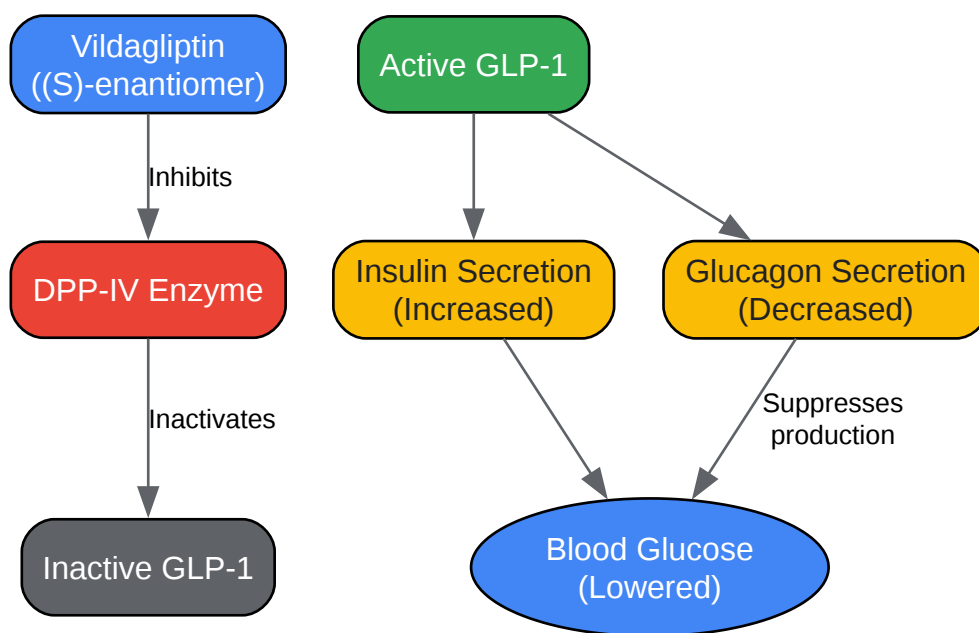 Vildagliptin
((S)-enantiomer)
Active GLP-1
Inhibits
DPP-IV Enzyme
Insulin Secretion
(Increased)
Glucagon Secretion
(Decreased)
Inactivates
Suppresses
production
Inactive GLP-1
Blood Glucose
(Lowered)